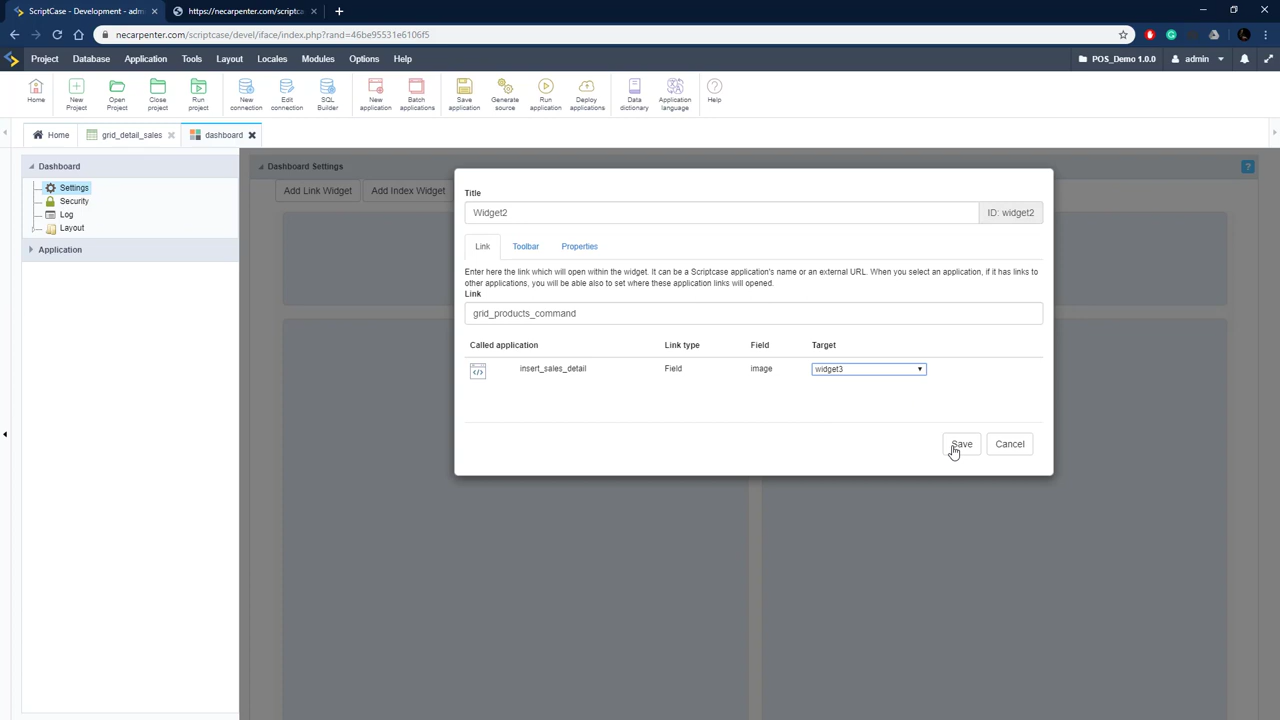 ScriptCase - Development - adm
https://necarpenter.com/scriptca
necarpenter.com/scriptcase/devel/iface/index.php?rand=46be95531e6106f5
Project Database Application Tools Layout Locales Modules Options Help POS_Demo 1.0.0 admin
Home
New Project
Open Project
Close project
Run project
New connection
Edit connection
SQL Builder
New application
Batch applications
Save application
Generate source
Run application
Deploy applications
Data dictionary
Application language
Help
Home grid_detail_sales dashboard
Dashboard
Settings
Security
Log
Layout
Application
Dashboard Settings
Add Link Widget Add Index Widget
Title
Widget2 ID: widget2
Link Toolbar Properties
Enter here the link which will open within the widget. It can be a Scriptcase application's name or an external URL. When you select an application, if it has links to
other applications, you will be able also to set where these application links will opened.
Link
grid_products_command
Called application Link type Field Target
insert_sales_detail Field image widget3
Save Cancel